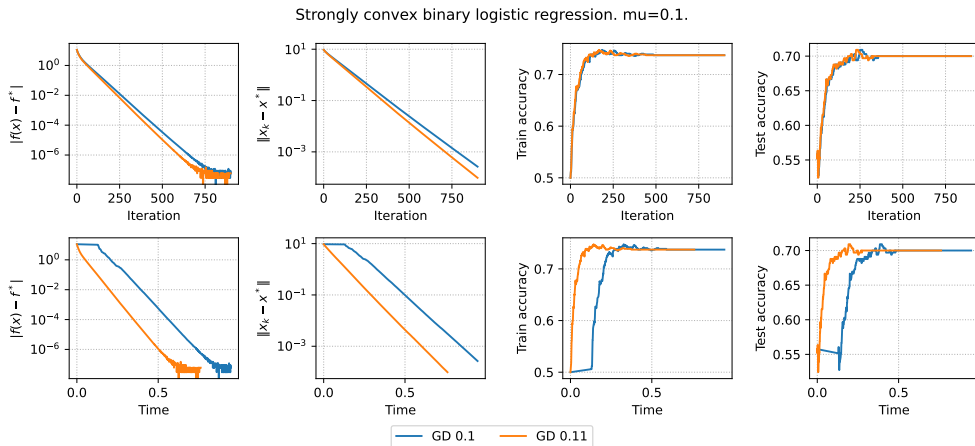 Strongly convex binary logistic regression. mu=0.1.
|f(x) − f*|
10^0
10^−2
10^−4
10^−6
0 250 500 750
Iteration
‖x_k − x*‖
10^1
10^−1
10^−3
0 250 500 750
Iteration
Train accuracy
0.7
0.6
0.5
0 250 500 750
Iteration
Test accuracy
0.70
0.65
0.60
0.55
0 250 500 750
Iteration
|f(x) − f*|
10^0
10^−2
10^−4
10^−6
0.0 0.5
Time
‖x_k − x*‖
10^1
10^−1
10^−3
0.0 0.5
Time
Train accuracy
0.7
0.6
0.5
0.0 0.5
Time
Test accuracy
0.70
0.65
0.60
0.55
0.0 0.5
Time
GD 0.1 GD 0.11